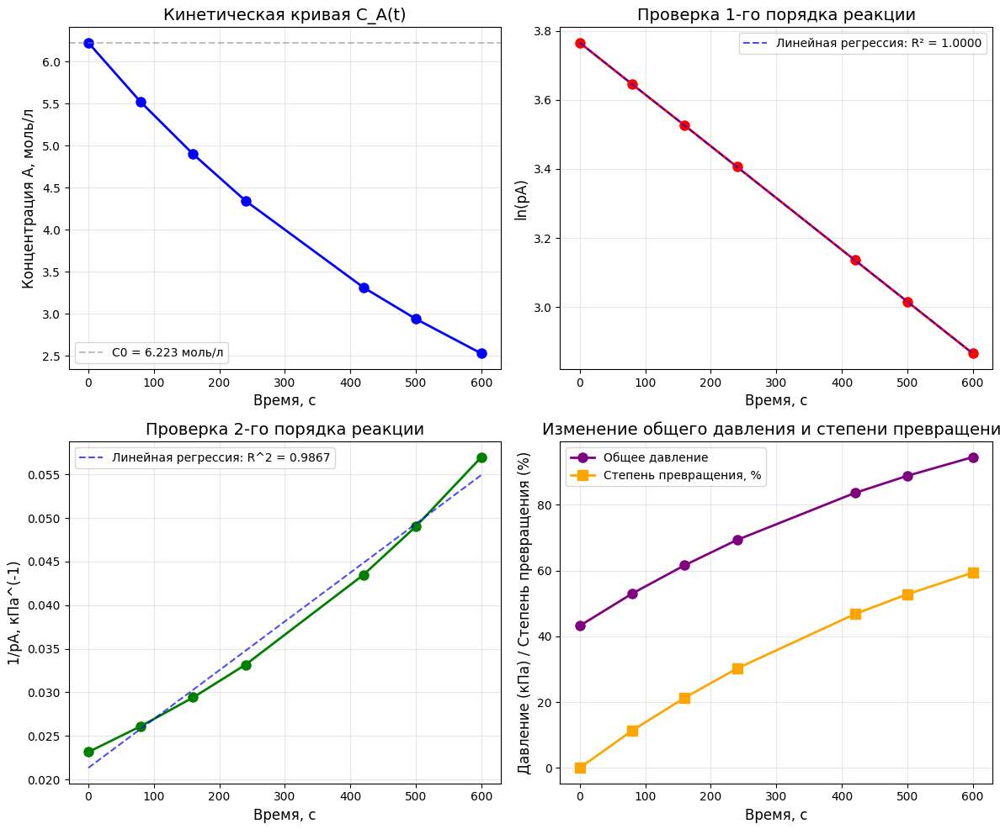 Кинетическая кривая C_A(t)
Концентрация A, моль/л
6.0
5.5
5.0
4.5
4.0
3.5
3.0
2.5
C0 = 6.223 моль/л
0 100 200 300 400 500 600
Время, с
Проверка 1-го порядка реакции
ln(pA)
3.8
3.6
3.4
3.2
3.0
Линейная регрессия: R² = 1.0000
0 100 200 300 400 500 600
Время, с
Проверка 2-го порядка реакции
1/pA, кПа^(-1)
0.055
0.050
0.045
0.040
0.035
0.030
0.025
0.020
Линейная регрессия: R^2 = 0.9867
0 100 200 300 400 500 600
Время, с
Изменение общего давления и степени превращени
Давление (кПа) / Степень превращения (%)
80
60
40
20
0
Общее давление
Степень превращения, %
0 100 200 300 400 500 600
Время, с